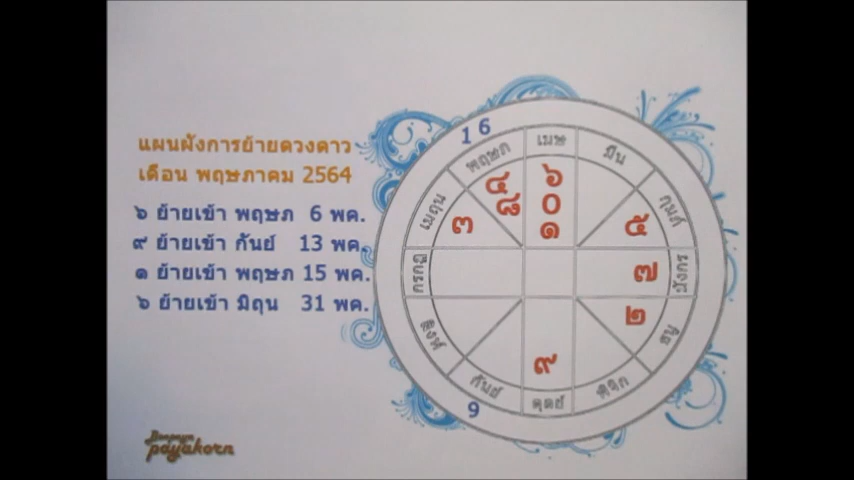 แผนผังการย้ายดวงดาว
เดือน พฤษภาคม 2564
๖ ย้ายเข้า พฤษภ 6 พค.
๙ ย้ายเข้า กันย์ 13 พค.
๑ ย้ายเข้า พฤษภ 15 พค.
๖ ย้ายเข้า มิถุน 31 พค.
1 6
เมษ
พฤษภ
มีน
๔
๖
เมถุน
๘
๐
กุมภ์
๓
๑
๕
กรกฎ
๗
มังกร
สิงห์
๒
ธนู
๙
กันย์
พิจิก
ตุลย์
9
payakorn